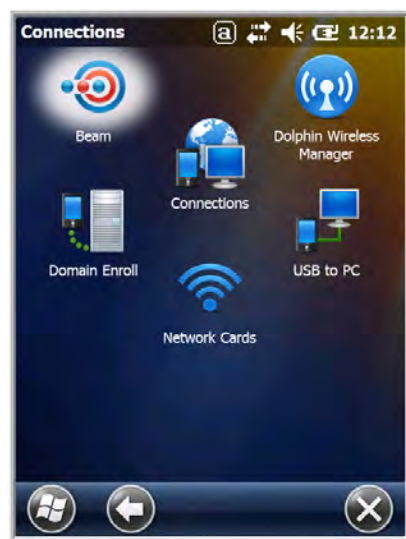 Connections
a
12:12
Beam
Dolphin Wireless
Manager
Connections
Domain Enroll
USB to PC
Network Cards